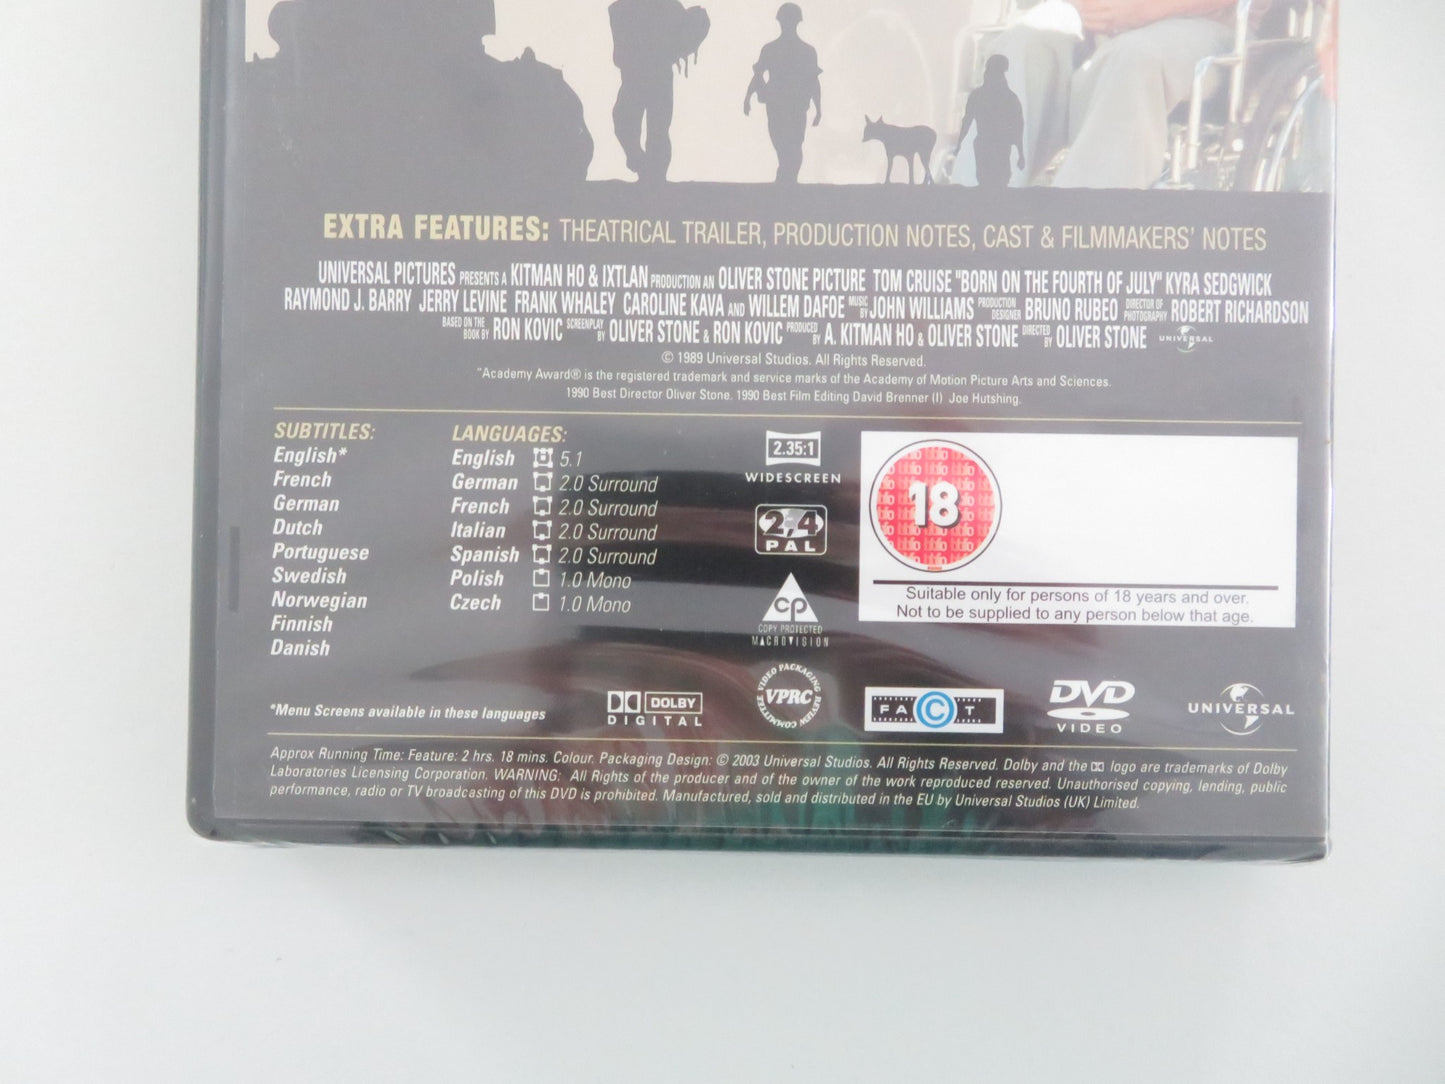 EXTRA FEATURES: THEATRICAL TRAILER, PRODUCTION NOTES, CAST & FILMMAKERS' NOTES
UNIVERSAL PICTURES PRESENTS A KITMAN HO & IXTLAN PRODUCTION AN OLIVER STONE PICTURE TOM CRUISE "BORN ON THE FOURTH OF JULY" KYRA SEDGWICK
RAYMOND J. BARRY JERRY LEVINE FRANK WHALEY CAROLINE KAVA AND WILLEM DAFOE MUSIC BY JOHN WILLIAMS PRODUCTION DESIGNER BRUNO RUBEO DIRECTOR OF PHOTOGRAPHY ROBERT RICHARDSON
BASED ON THE BOOK BY RON KOVIC SCREENPLAY BY OLIVER STONE & RON KOVIC PRODUCED BY A. KITMAN HO & OLIVER STONE DIRECTED BY OLIVER STONE UNIVERSAL
© 1989 Universal Studios. All Rights Reserved.
"Academy Award® is the registered trademark and service marks of the Academy of Motion Picture Arts and Sciences.
1990 Best Director Oliver Stone. 1990 Best Film Editing David Brenner (I) Joe Hutshing.
SUBTITLES:
English*
French
German
Dutch
Portuguese
Swedish
Norwegian
Finnish
Danish
*Menu Screens available in these languages
LANGUAGES:
English 5.1
German 2.0 Surround
French 2.0 Surround
Italian 2.0 Surround
Spanish 2.0 Surround
Polish 1.0 Mono
Czech 1.0 Mono
DOLBY
DIGITAL
2.35:1
WIDESCREEN
2,4
PAL
CP
COPY PROTECTED
MACROVISION
VIDEO PACKAGING REVIEW COMMITTEE
VPRC
18
Suitable only for persons of 18 years and over.
Not to be supplied to any person below that age.
FACT
DVD
VIDEO
UNIVERSAL
Approx Running Time: Feature: 2 hrs. 18 mins. Colour. Packaging Design: © 2003 Universal Studios. All Rights Reserved. Dolby and the DD logo are trademarks of Dolby
Laboratories Licensing Corporation. WARNING: All Rights of the producer and of the owner of the work reproduced reserved. Unauthorised copying, lending, public
performance, radio or TV broadcasting of this DVD is prohibited. Manufactured, sold and distributed in the EU by Universal Studios (UK) Limited.